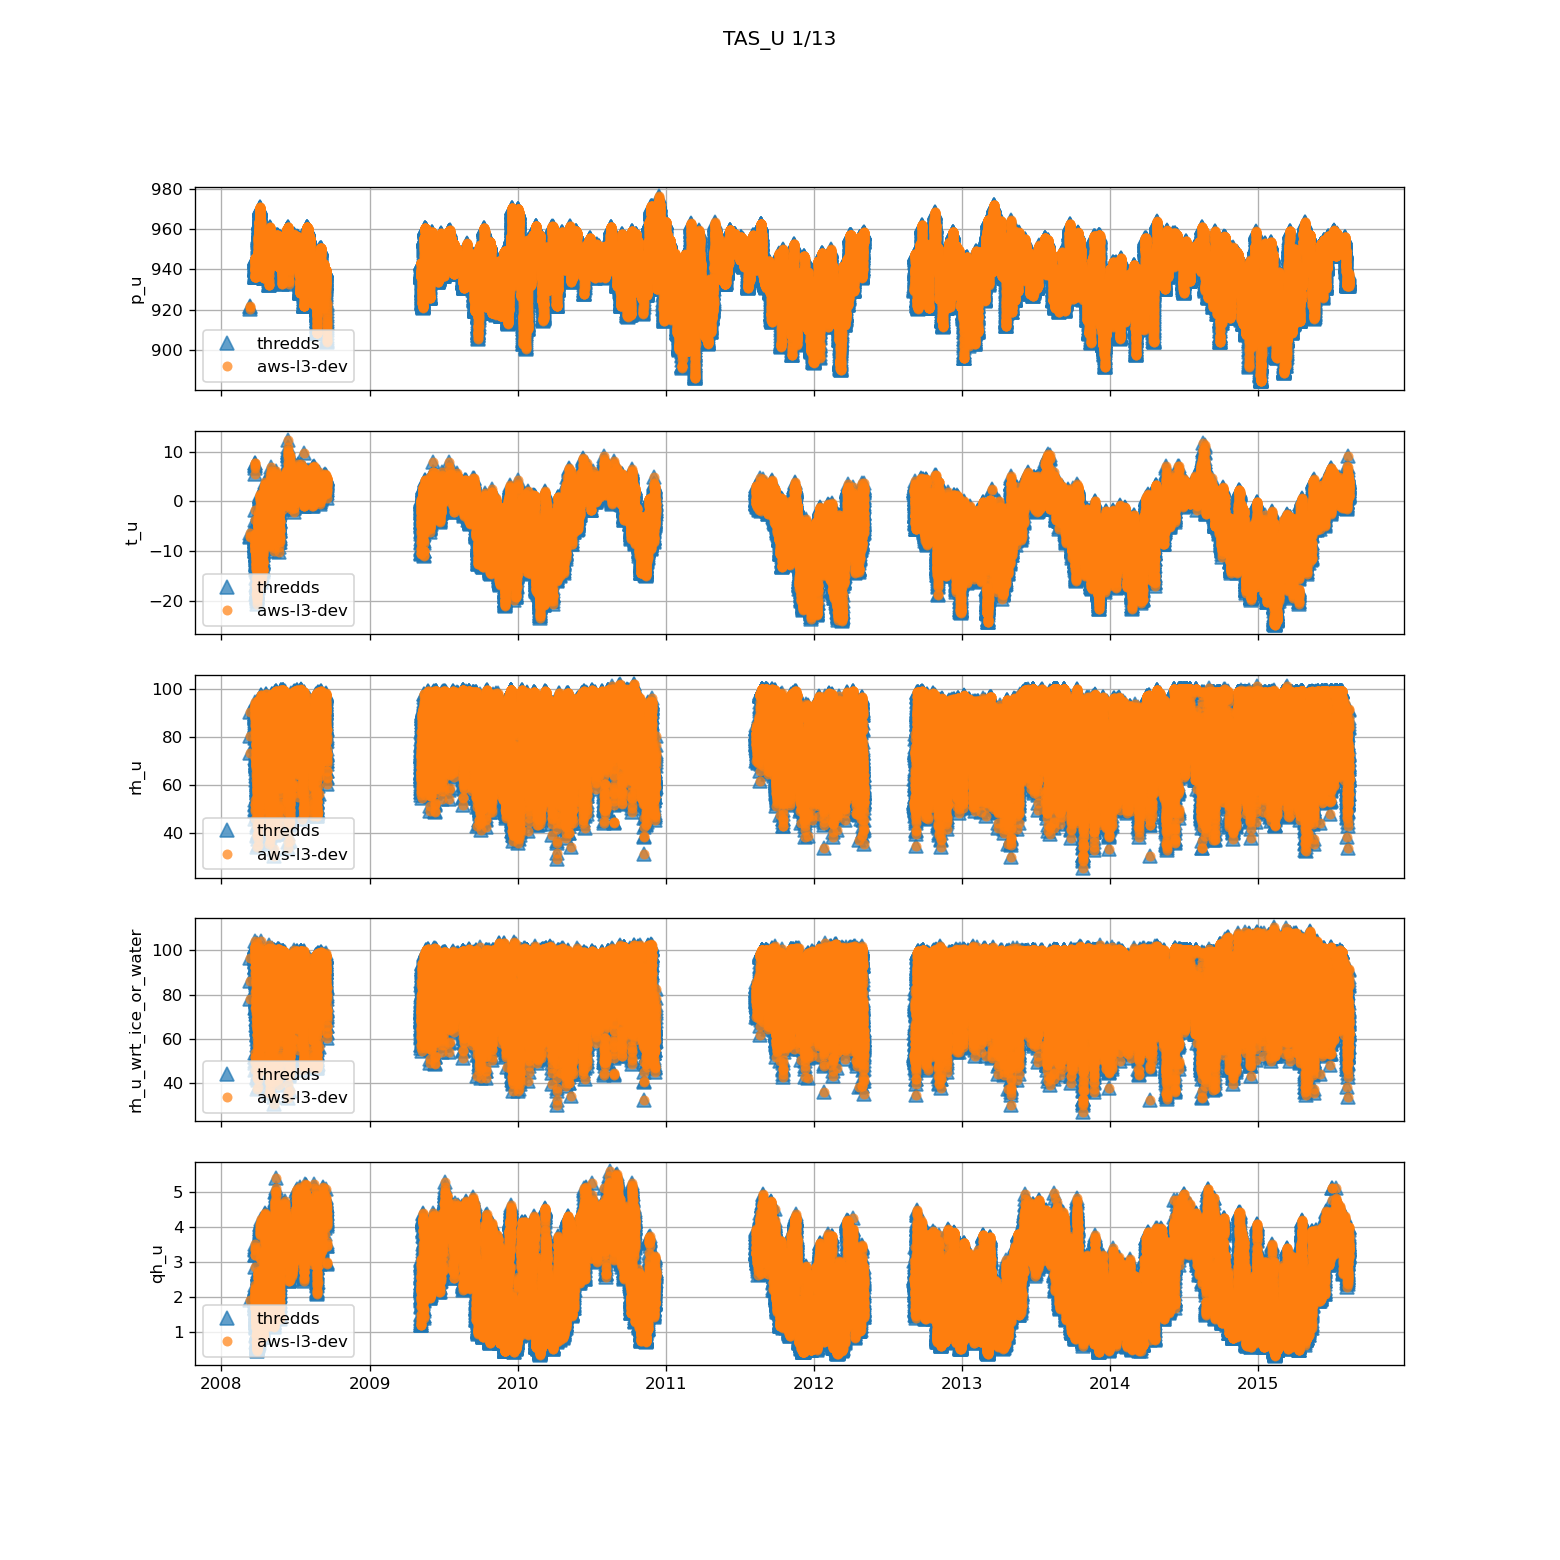 TAS_U 1/13
980
960
940
920
900
p_u
thredds
aws-l3-dev
10
0
−10
−20
t_u
thredds
aws-l3-dev
100
80
60
40
rh_u
thredds
aws-l3-dev
100
80
60
40
rh_u_wrt_ice_or_water
thredds
aws-l3-dev
5
4
3
2
1
qh_u
thredds
aws-l3-dev
2008 2009 2010 2011 2012 2013 2014 2015